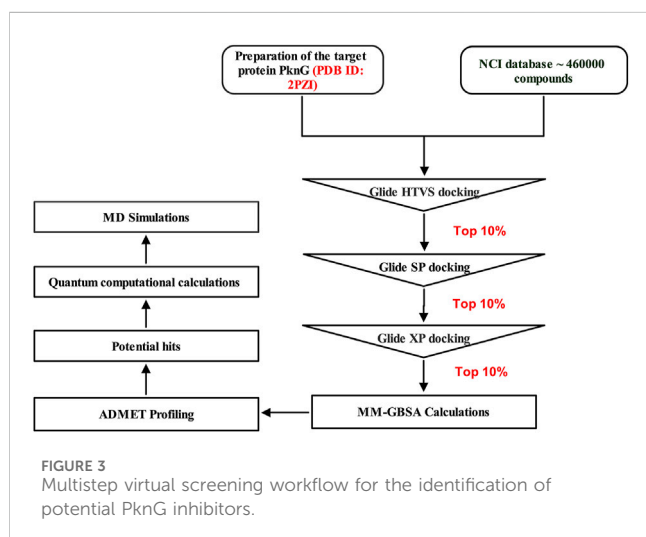 Preparation of the target
protein PknG (PDB ID:
2PZI)
NCI database ~ 460000
compounds
Glide HTVS docking
Top 10%
Glide SP docking
Top 10%
Glide XP docking
Top 10%
MM-GBSA Calculations
ADMET Profiling
Potential hits
Quantum computational calculations
MD Simulations
FIGURE 3
Multistep virtual screening workflow for the identification of
potential PknG inhibitors.